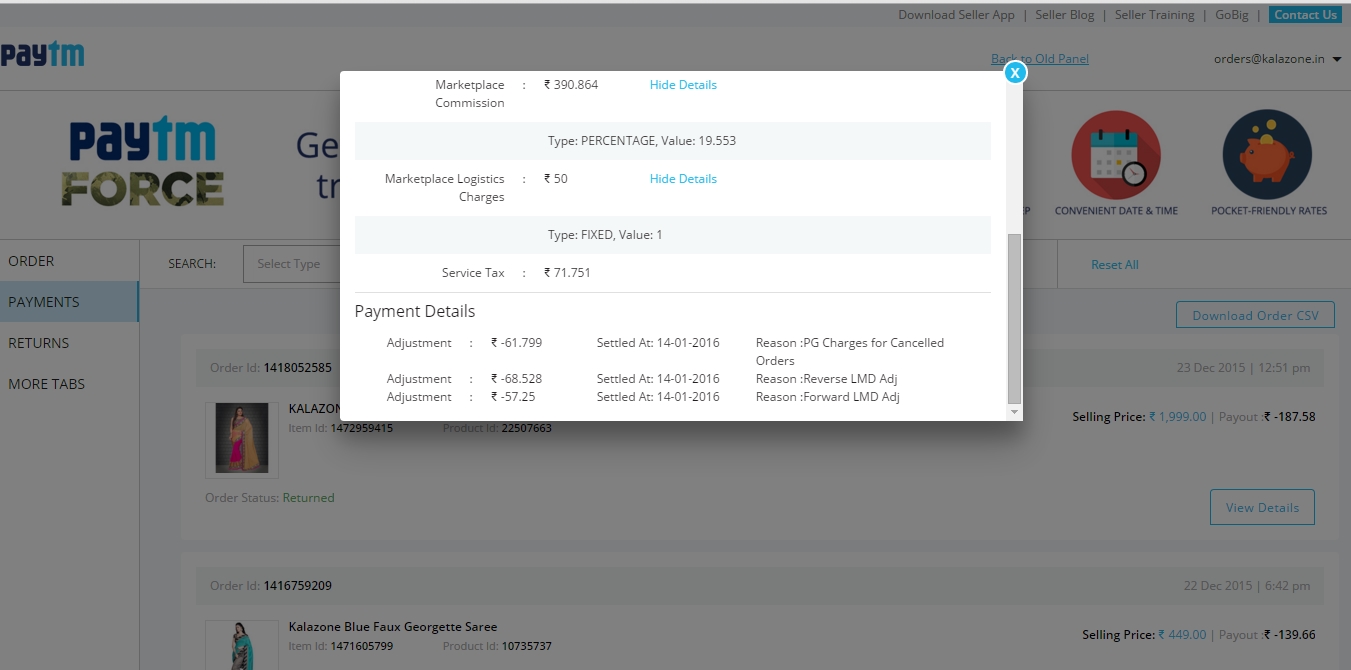 Download Seller App | Seller Blog | Seller Training | GoBig | Contact Us
paytm
Back to Old Panel
orders@kalazone.in
X
Marketplace Commission : ₹ 390.864 Hide Details
Type: PERCENTAGE, Value: 19.553
Marketplace Logistics Charges : ₹ 50 Hide Details
Type: FIXED, Value: 1
Service Tax : ₹ 71.751
Payment Details
Adjustment : ₹ -61.799 Settled At: 14-01-2016 Reason :PG Charges for Cancelled
Orders
Adjustment : ₹ -68.528 Settled At: 14-01-2016 Reason :Reverse LMD Adj
Adjustment : ₹ -57.25 Settled At: 14-01-2016 Reason :Forward LMD Adj
paytm
FORCE
Ge
tr
CONVENIENT DATE & TIME
POCKET-FRIENDLY RATES
ORDER
PAYMENTS
RETURNS
MORE TABS
SEARCH: Select Type
Reset All
Download Order CSV
Order Id: 1418052585
23 Dec 2015 | 12:51 pm
KALAZON
Item Id: 1472959415 Product Id: 22507663
Selling Price: ₹ 1,999.00 | Payout :₹ -187.58
Order Status: Returned
View Details
Order Id: 1416759209
22 Dec 2015 | 6:42 pm
Kalazone Blue Faux Georgette Saree
Item Id: 1471605799 Product Id: 10735737
Selling Price: ₹ 449.00 | Payout :₹ -139.66